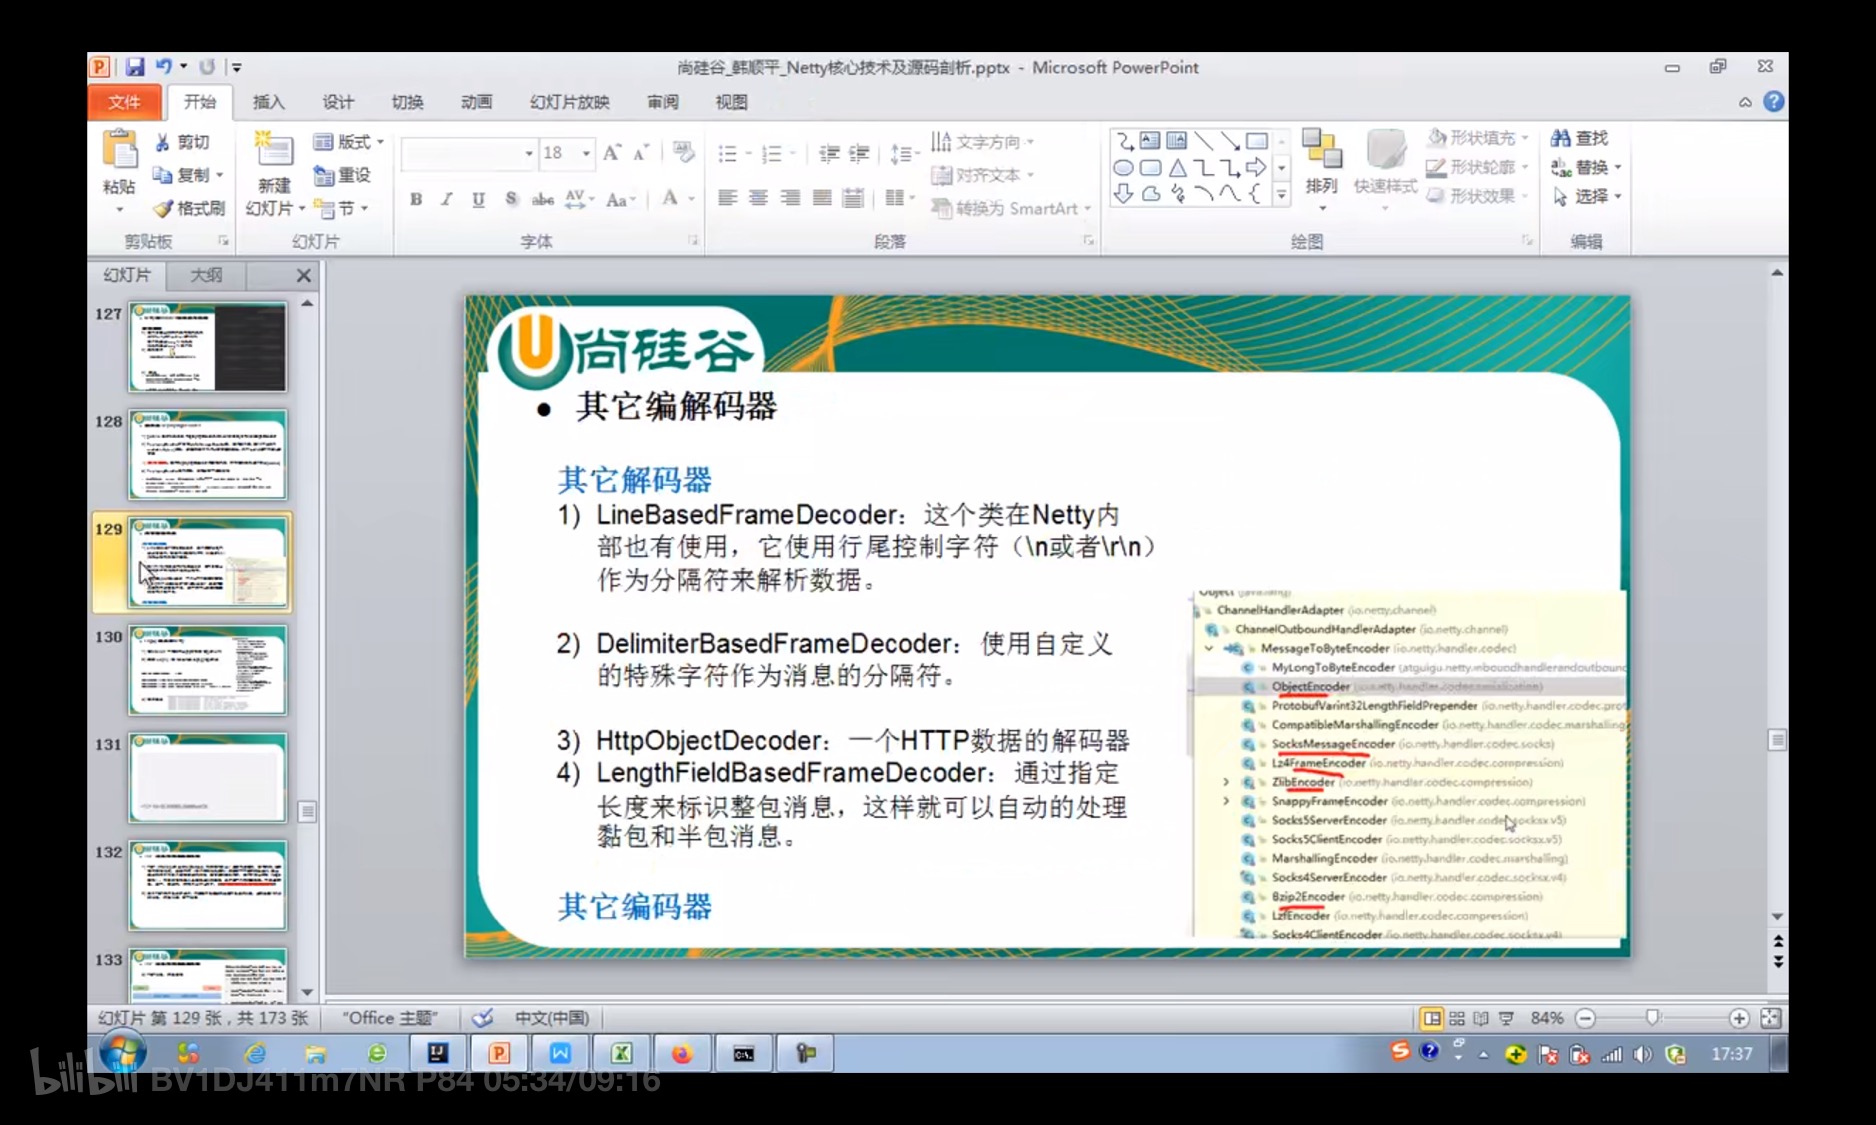 尚硅谷_韩顺平_Netty核心技术及源码剖析.pptx - Microsoft PowerPoint
文件 开始 插入 设计 切换 动画 幻灯片放映 审阅 视图
粘贴
剪切
复制
格式刷
剪贴板
新建
幻灯片
版式
重设
节
幻灯片
18
字体
文字方向
对齐文本
转换为 SmartArt
段落
排列
快速样式
形状填充
形状轮廓
形状效果
绘图
查找
替换
选择
编辑
幻灯片 大纲
127
128
129
130
131
132
133
尚硅谷
● 其它编解码器
其它解码器
1) LineBasedFrameDecoder：这个类在Netty内
部也有使用，它使用行尾控制字符（\n或者\r\n）
作为分隔符来解析数据。
2) DelimiterBasedFrameDecoder：使用自定义
的特殊字符作为消息的分隔符。
3) HttpObjectDecoder：一个HTTP数据的解码器
4) LengthFieldBasedFrameDecoder：通过指定
长度来标识整包消息，这样就可以自动的处理
黏包和半包消息。
其它编码器
ChannelHandlerAdapter (io.netty.channel)
ChannelOutboundHandlerAdapter (io.netty.channel)
MessageToByteEncoder (io.netty.handler.codec)
MyLongToByteEncoder (atguigu.netty.inboundhandlerandoutbound
ObjectEncoder (io.netty.handler.codec.serialization)
ProtobufVarint32LengthFieldPrepender (io.netty.handler.codec.prot
CompatibleMarshallingEncoder (io.netty.handler.codec.marshalling
SocksMessageEncoder (io.netty.handler.codec.socks)
Lz4FrameEncoder (io.netty.handler.codec.compression)
ZlibEncoder (io.netty.handler.codec.compression)
SnappyFrameEncoder (io.netty.handler.codec.compression)
Socks5ServerEncoder (io.netty.handler.codec.socksx.v5)
Socks5ClientEncoder (io.netty.handler.codec.socksx.v5)
MarshallingEncoder (io.netty.handler.codec.marshalling)
Socks4ServerEncoder (io.netty.handler.codec.socksx.v4)
Bzip2Encoder (io.netty.handler.codec.compression)
LzfEncoder (io.netty.handler.codec.compression)
Socks4ClientEncoder (io.netty.handler.codec.socksx.v4)
幻灯片 第 129 张，共 173 张 "Office 主题" 中文(中国) 84%
17:37
bilibili BV1DJ411m7NR P84 05:34/09:16